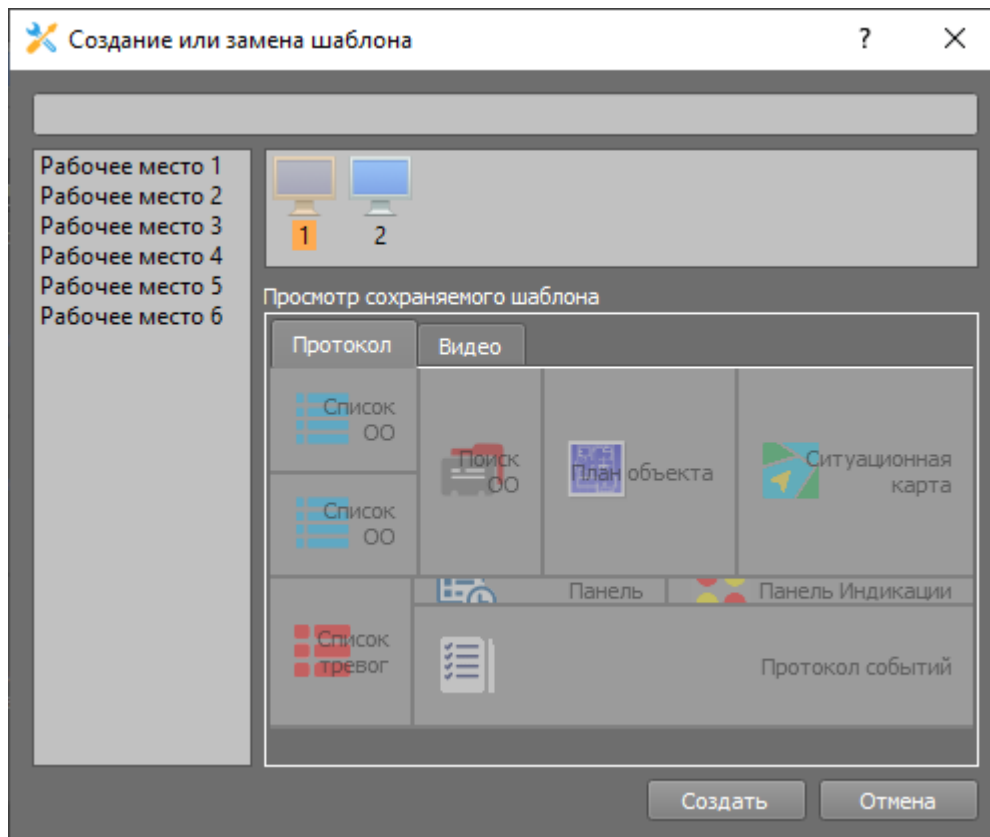 Создание или замена шаблона
?
Рабочее место 1
Рабочее место 2
Рабочее место 3
Рабочее место 4
Рабочее место 5
Рабочее место 6
1
2
Просмотр сохраняемого шаблона
Протокол
Видео
Список
ОО
Список
ОО
Поиск
ОО
План объекта
Ситуационная
карта
Список
тревог
Панель
Панель Индикации
Протокол событий
Создать
Отмена